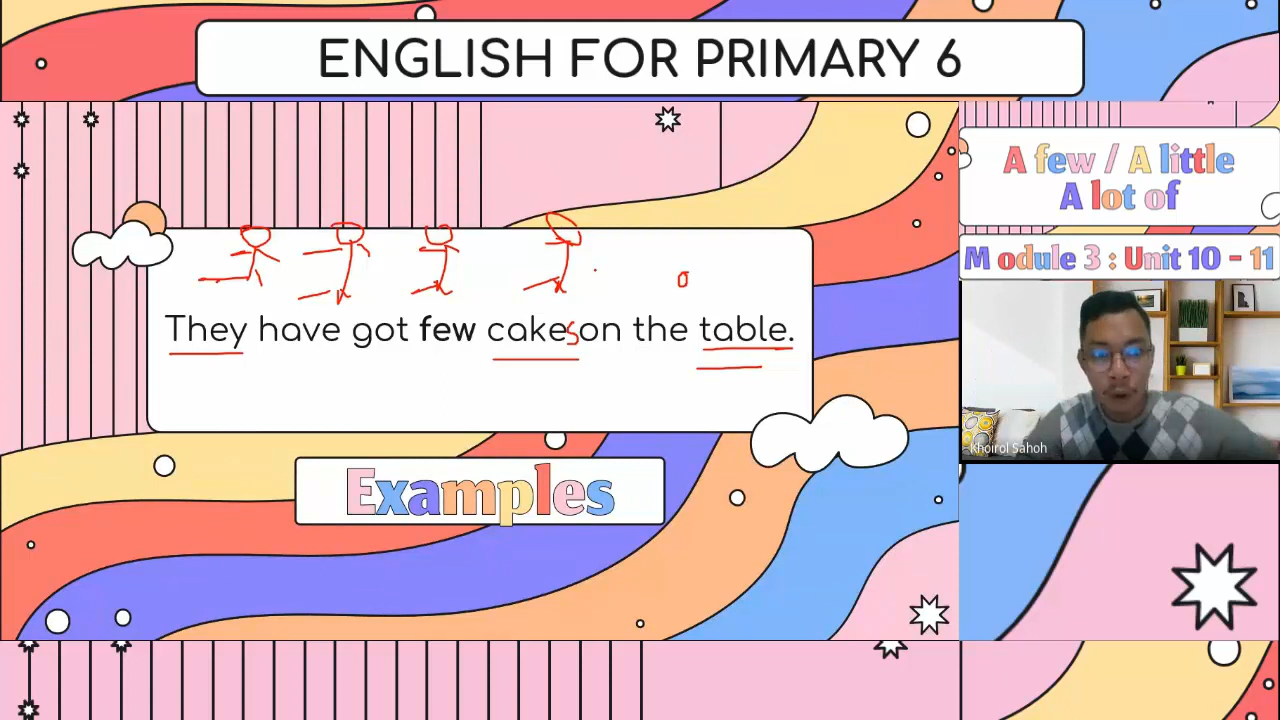 ENGLISH FOR PRIMARY 6
A few / A little
A lot of
Module 3 : Unit 10 - 11
They have got few cakes on the table.
Khoirol Sahoh
Examples